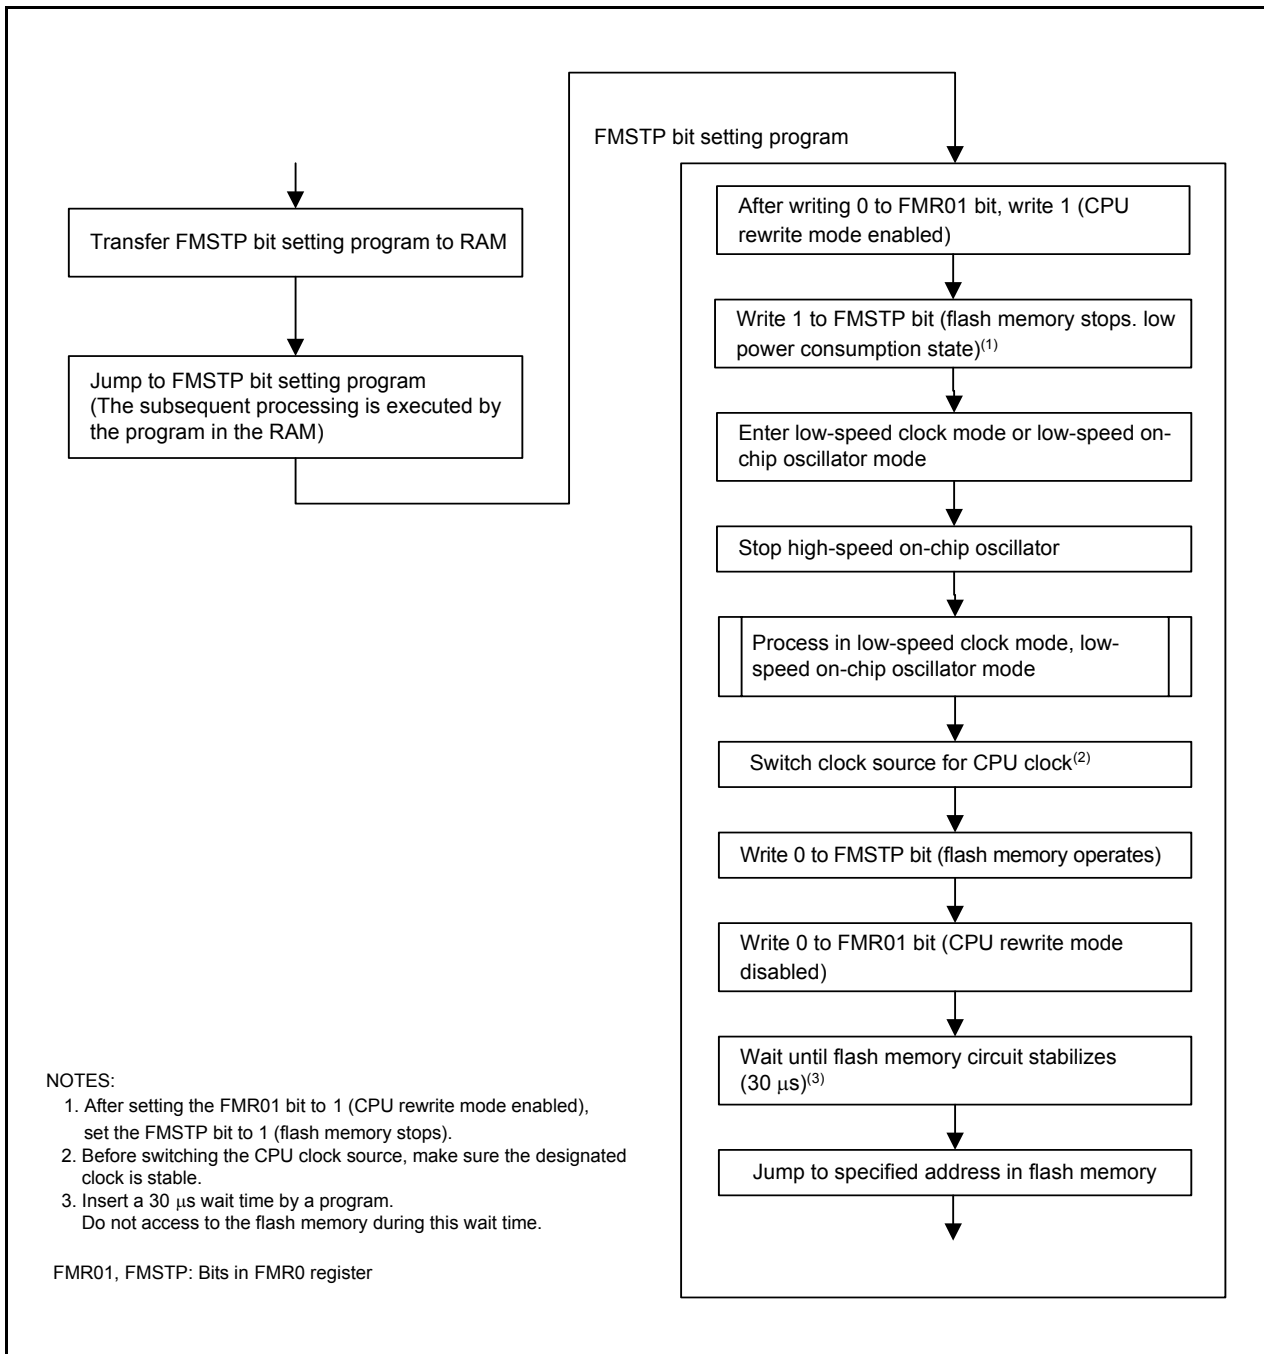 Transfer FMSTP bit setting program to RAM
Jump to FMSTP bit setting program
(The subsequent processing is executed by
the program in the RAM)
FMSTP bit setting program
After writing 0 to FMR01 bit, write 1 (CPU
rewrite mode enabled)
Write 1 to FMSTP bit (flash memory stops. low
power consumption state)(1)
Enter low-speed clock mode or low-speed on-
chip oscillator mode
Stop high-speed on-chip oscillator
Process in low-speed clock mode, low-
speed on-chip oscillator mode
Switch clock source for CPU clock(2)
Write 0 to FMSTP bit (flash memory operates)
Write 0 to FMR01 bit (CPU rewrite mode
disabled)
Wait until flash memory circuit stabilizes
(30 μs)(3)
Jump to specified address in flash memory
NOTES:
1. After setting the FMR01 bit to 1 (CPU rewrite mode enabled),
set the FMSTP bit to 1 (flash memory stops).
2. Before switching the CPU clock source, make sure the designated
clock is stable.
3. Insert a 30 μs wait time by a program.
Do not access to the flash memory during this wait time.
FMR01, FMSTP: Bits in FMR0 register